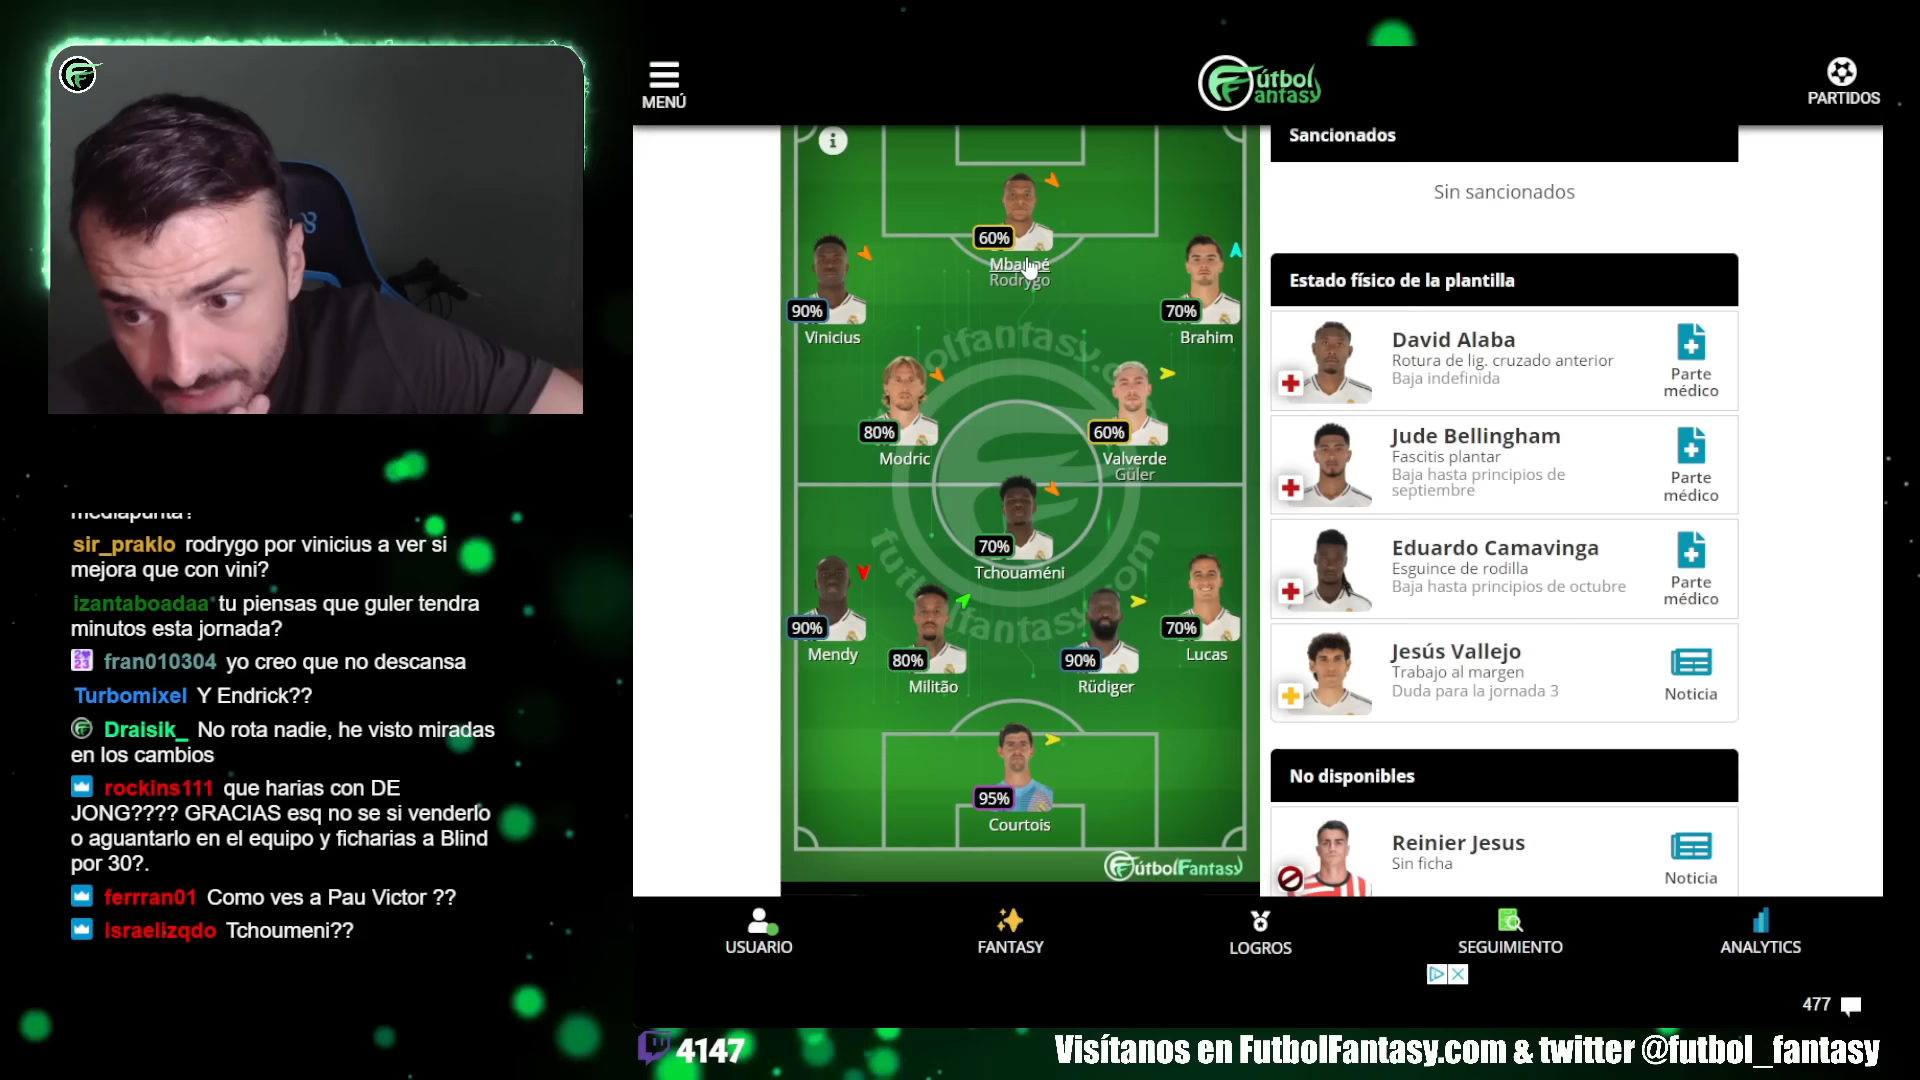 MENÚ
Fútbol
Fantasy
PARTIDOS
60%
Mbappé
Rodrygo
90%
Vinicius
70%
Brahim
80%
Modric
60%
Valverde
Güler
70%
Tchouaméni
90%
Mendy
80%
Militão
90%
Rüdiger
70%
Lucas
95%
Courtois
FútbolFantasy
Sancionados
Sin sancionados
Estado físico de la plantilla
David Alaba
Rotura de lig. cruzado anterior
Baja indefinida
Parte
médico
Jude Bellingham
Fascitis plantar
Baja hasta principios de
septiembre
Parte
médico
Eduardo Camavinga
Esguince de rodilla
Baja hasta principios de octubre
Parte
médico
Jesús Vallejo
Trabajo al margen
Duda para la jornada 3
Noticia
No disponibles
Reinier Jesus
Sin ficha
Noticia
mediapunta?
sir_praklo rodrygo por vinicius a ver si
mejora que con vini?
izantaboadaa tu piensas que guler tendra
minutos esta jornada?
fran010304 yo creo que no descansa
Turbomixel Y Endrick??
Draisik_ No rota nadie, he visto miradas
en los cambios
rockins111 que harias con DE
JONG???? GRACIAS esq no se si venderlo
o aguantarlo en el equipo y ficharias a Blind
por 30?.
ferrran01 Como ves a Pau Victor ??
israelizqdo Tchoumeni??
USUARIO
FANTASY
LOGROS
SEGUIMIENTO
ANALYTICS
477
4147
Visítanos en FutbolFantasy.com & twitter @futbol_fantasy